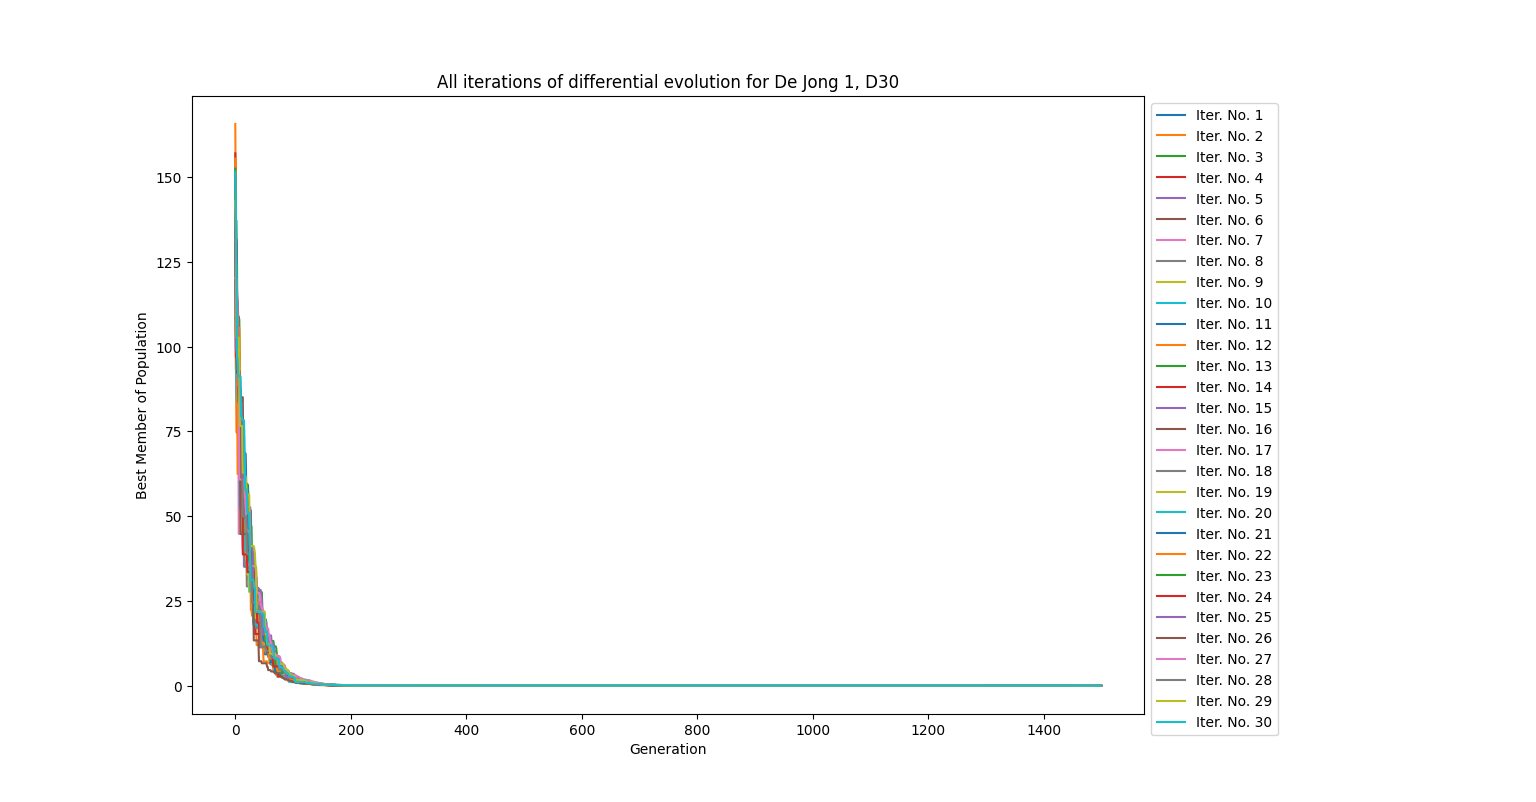 All iterations of differential evolution for De Jong 1, D30
Best Member of Population
150
125
100
75
50
25
0
0 200 400 600 800 1000 1200 1400
Generation
Iter. No. 1
Iter. No. 2
Iter. No. 3
Iter. No. 4
Iter. No. 5
Iter. No. 6
Iter. No. 7
Iter. No. 8
Iter. No. 9
Iter. No. 10
Iter. No. 11
Iter. No. 12
Iter. No. 13
Iter. No. 14
Iter. No. 15
Iter. No. 16
Iter. No. 17
Iter. No. 18
Iter. No. 19
Iter. No. 20
Iter. No. 21
Iter. No. 22
Iter. No. 23
Iter. No. 24
Iter. No. 25
Iter. No. 26
Iter. No. 27
Iter. No. 28
Iter. No. 29
Iter. No. 30